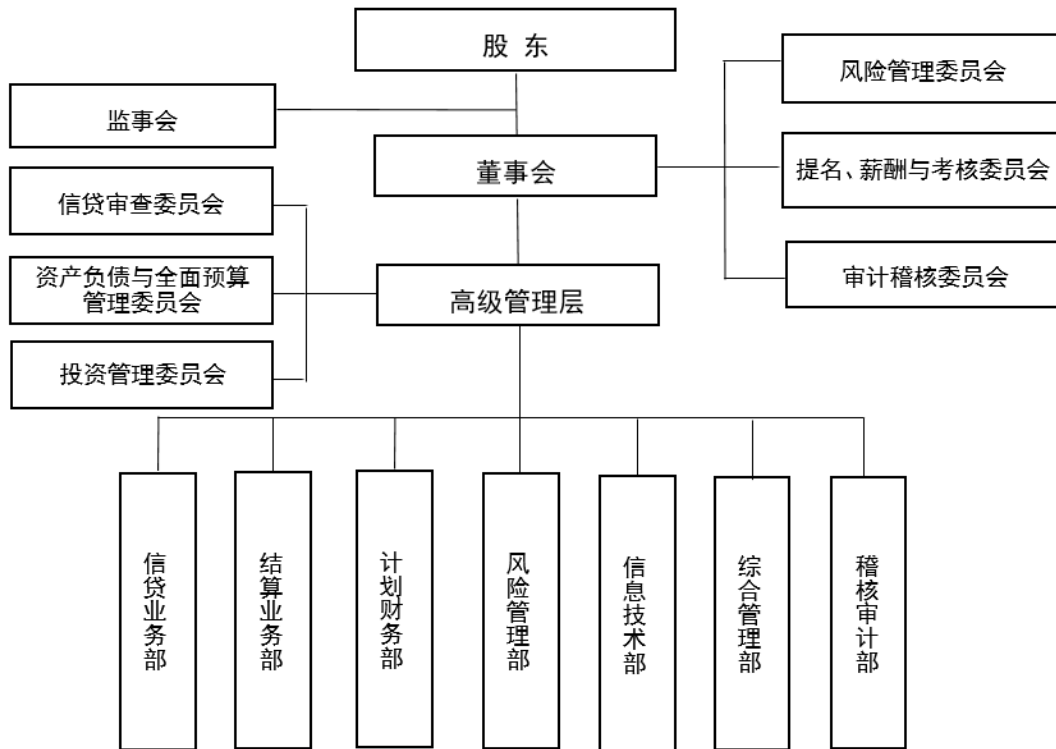 股 东
风险管理委员会
监事会
董事会
提名、薪酬与考核委员会
信贷审查委员会
资产负债与全面预算
管理委员会
高级管理层
审计稽核委员会
投资管理委员会
信贷业务部
结算业务部
计划财务部
风险管理部
信息技术部
综合管理部
稽核审计部